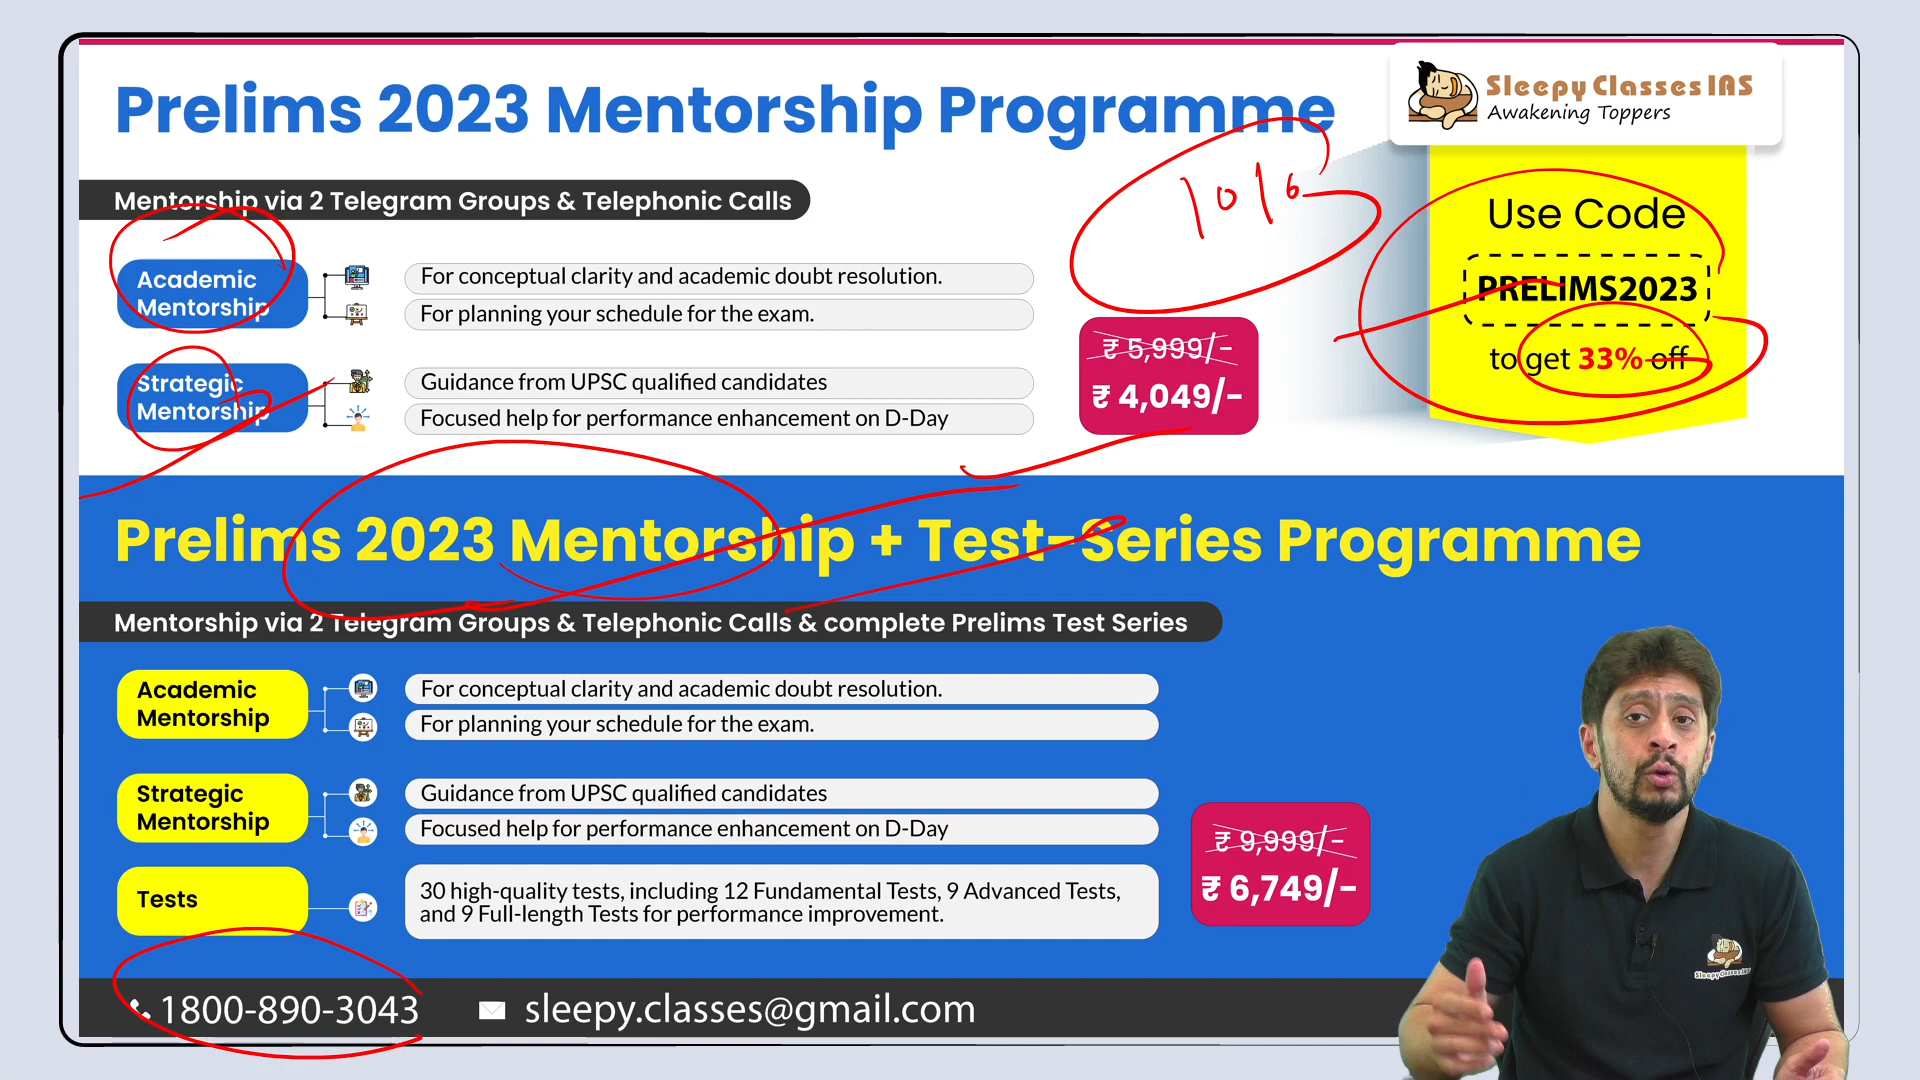 Prelims 2023 Mentorship Programme
Sleepy Classes IAS
Awakening Toppers
Mentorship via 2 Telegram Groups & Telephonic Calls
Academic
Mentorship
For conceptual clarity and academic doubt resolution.
For planning your schedule for the exam.
Strategic
Mentorship
Guidance from UPSC qualified candidates
Focused help for performance enhancement on D-Day
₹ 5,999/-
₹ 4,049/-
Use Code
PRELIMS2023
to get 33% off
Prelims 2023 Mentorship + Test-Series Programme
Mentorship via 2 Telegram Groups & Telephonic Calls & complete Prelims Test Series
Academic
Mentorship
For conceptual clarity and academic doubt resolution.
For planning your schedule for the exam.
Strategic
Mentorship
Guidance from UPSC qualified candidates
Focused help for performance enhancement on D-Day
Tests
30 high-quality tests, including 12 Fundamental Tests, 9 Advanced Tests,
and 9 Full-length Tests for performance improvement.
₹ 9,999/-
₹ 6,749/-
1800-890-3043
sleepy.classes@gmail.com
Sleepy Classes IAS